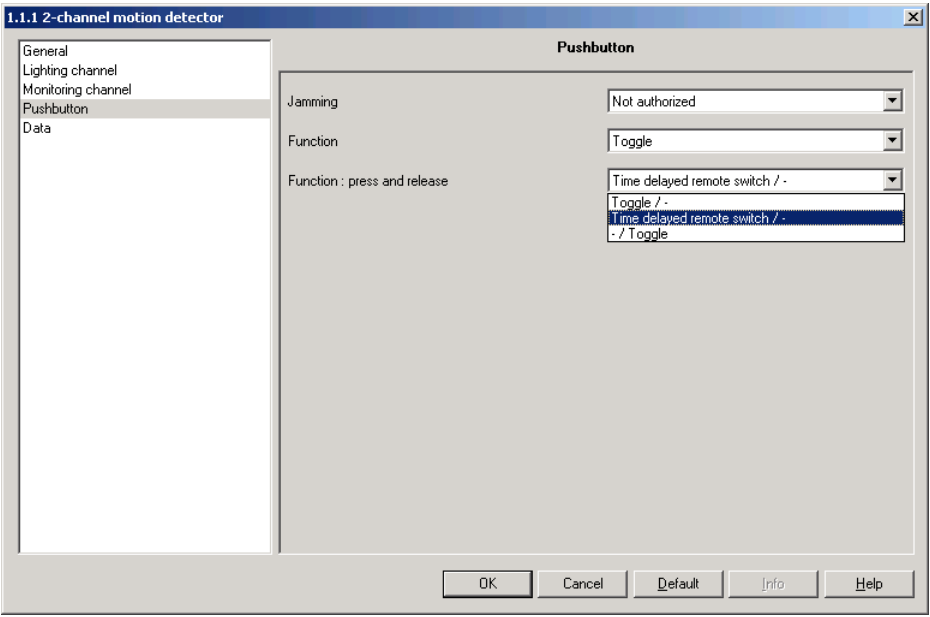 1.1.1 2-channel motion detector
General
Lighting channel
Monitoring channel
Pushbutton
Data
Pushbutton
Jamming
Not authorized
Function
Toggle
Function : press and release
Time delayed remote switch / -
Toggle / -
Time delayed remote switch / -
- / Toggle
OK
Cancel
Default
Info
Help